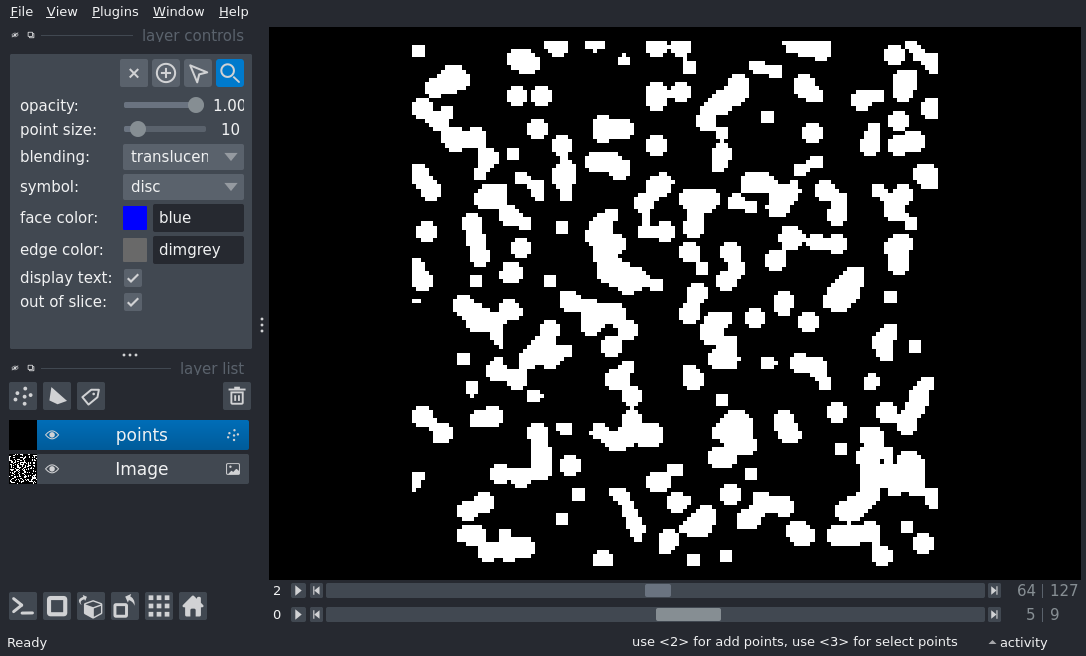 File View Plugins Window Help
layer controls
opacity: 1.00
point size: 10
blending: translucen
symbol: disc
face color: blue
edge color: dimgrey
display text:
out of slice:
layer list
points
Image
2 64 127
0 5 9
Ready use <2> for add points, use <3> for select points activity